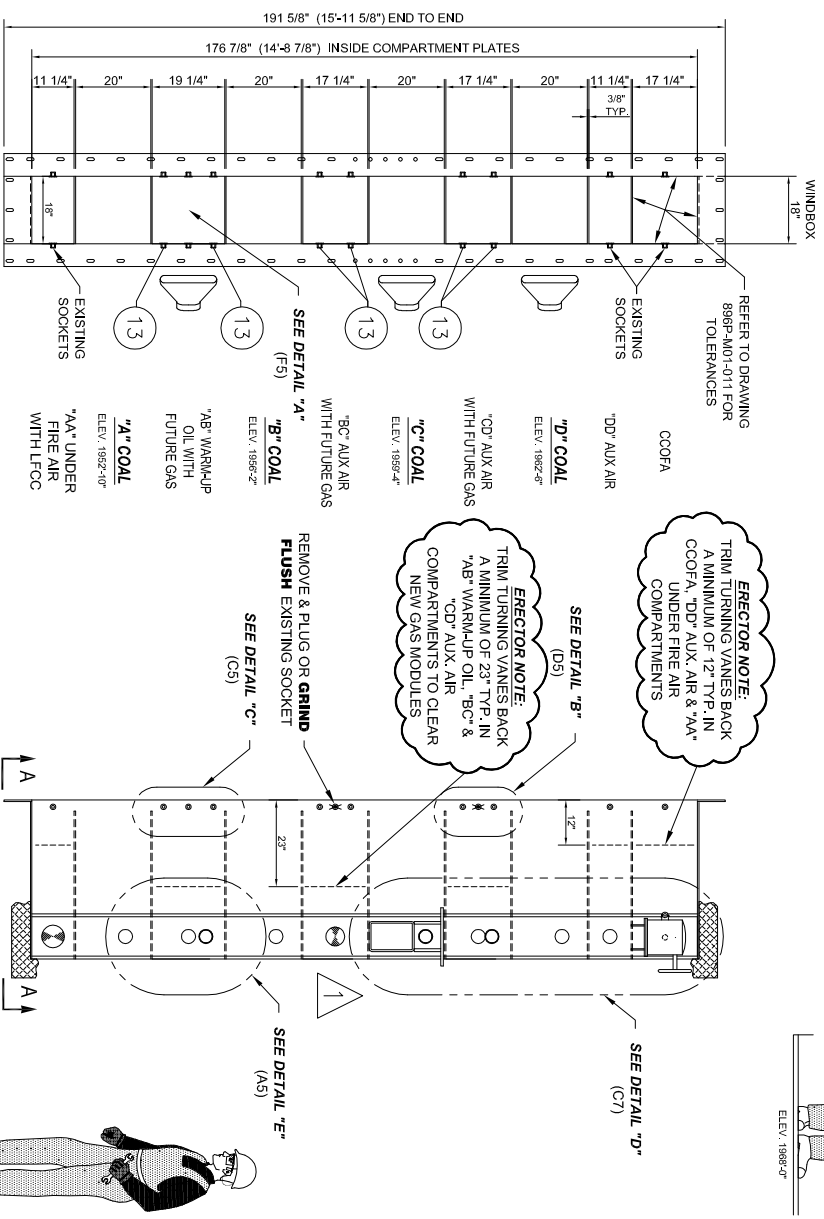 191 5/8" (15'-11 5/8") END TO END
176 7/8" (14'-8 7/8") INSIDE COMPARTMENT PLATES
11 1/4"
20"
19 1/4"
20"
17 1/4"
20"
17 1/4"
20"
11 1/4"
17 1/4"
3/8"
TYP.
WINDBOX
18"
18"
REFER TO DRAWING
896P-M01-011 FOR
TOLERANCES
EXISTING
SOCKETS
EXISTING
SOCKETS
13
13
13
13
SEE DETAIL "A"
(F5)
CCOFA
"DD" AUX AIR
"D" COAL
ELEV. 1962'-6"
"CD" AUX AIR
WITH FUTURE GAS
"C" COAL
ELEV. 1959'-4"
"BC" AUX AIR
WITH FUTURE GAS
"B" COAL
ELEV. 1956'-2"
"AB" WARM-UP
OIL WITH
FUTURE GAS
"A" COAL
ELEV. 1952'-10"
"AA" UNDER
FIRE AIR
WITH LFCC
ERECTOR NOTE:
TRIM TURNING VANES BACK
A MINIMUM OF 12" TYP. IN
CCOFA, "DD" AUX. AIR & "AA"
UNDER FIRE AIR
COMPARTMENTS
ERECTOR NOTE:
TRIM TURNING VANES BACK
A MINIMUM OF 23" TYP. IN
"AB" WARM-UP OIL, "BC" &
"CD" AUX. AIR
COMPARTMENTS TO CLEAR
NEW GAS MODULES
SEE DETAIL "B"
(D5)
REMOVE & PLUG OR GRIND
FLUSH EXISTING SOCKET
SEE DETAIL "C"
(C5)
12"
23"
A
A
1
SEE DETAIL "D"
(C7)
SEE DETAIL "E"
(A5)
ELEV. 1968'-0"